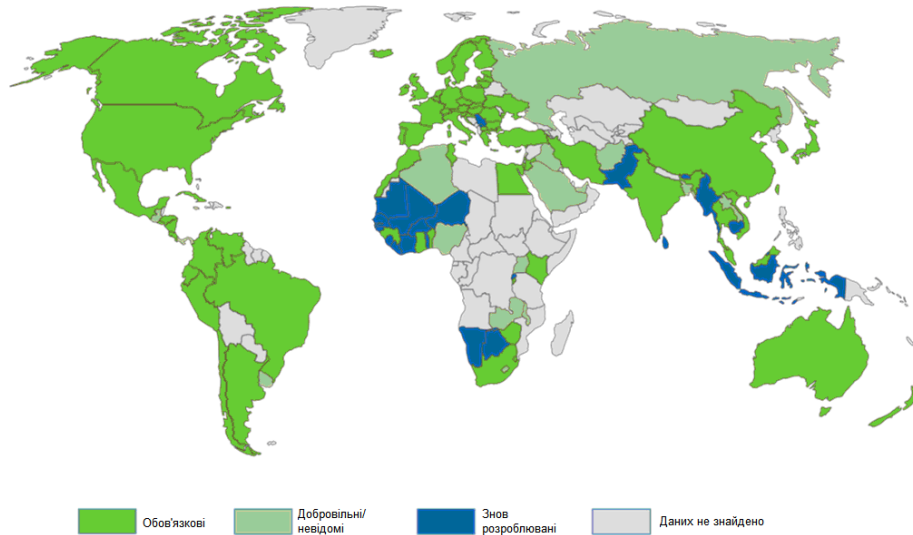 Обов'язкові
Добровільні/
невідомі
Знов
розроблювані
Даних не знайдено